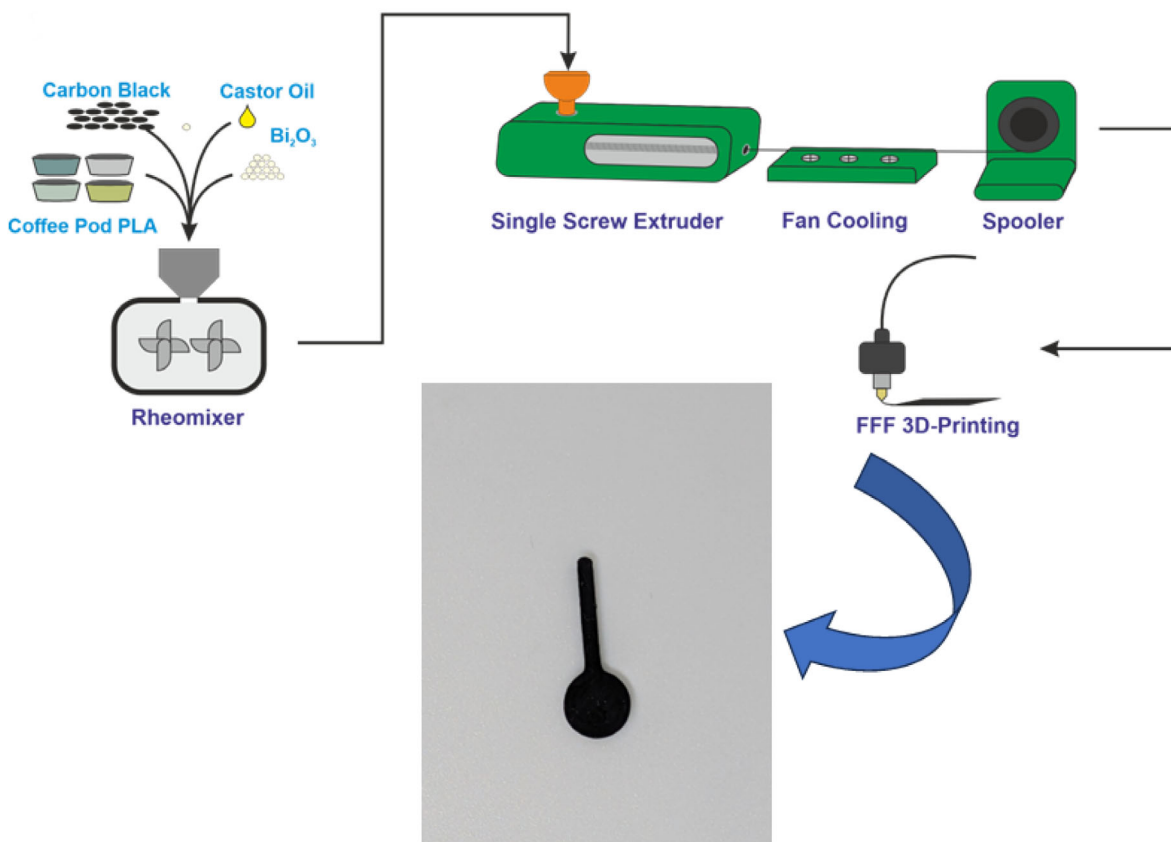 Carbon Black
Castor Oil
Bi₂O₃
Coffee Pod PLA
Rheomixer
Single Screw Extruder
Fan Cooling
Spooler
FFF 3D-Printing